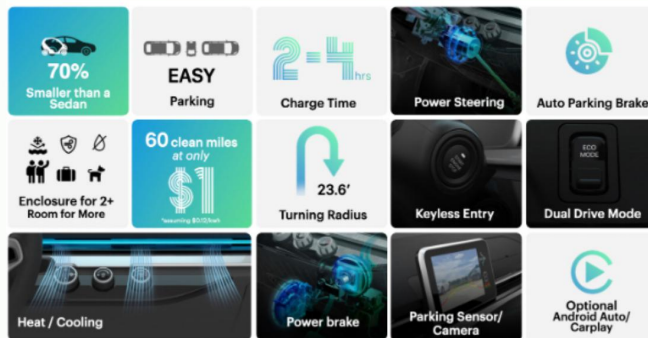 70%
Smaller than a
Sedan
EASY
Parking
2-4 hrs
Charge Time
Power Steering
Auto Parking Brake
Enclosure for 2+
Room for More
60 clean miles
at only
$1
*assuming $0.12/kwh
23.6'
Turning Radius
Keyless Entry
ECO
MODE
Dual Drive Mode
Heat / Cooling
Power brake
Parking Sensor/
Camera
Optional
Android Auto/
Carplay